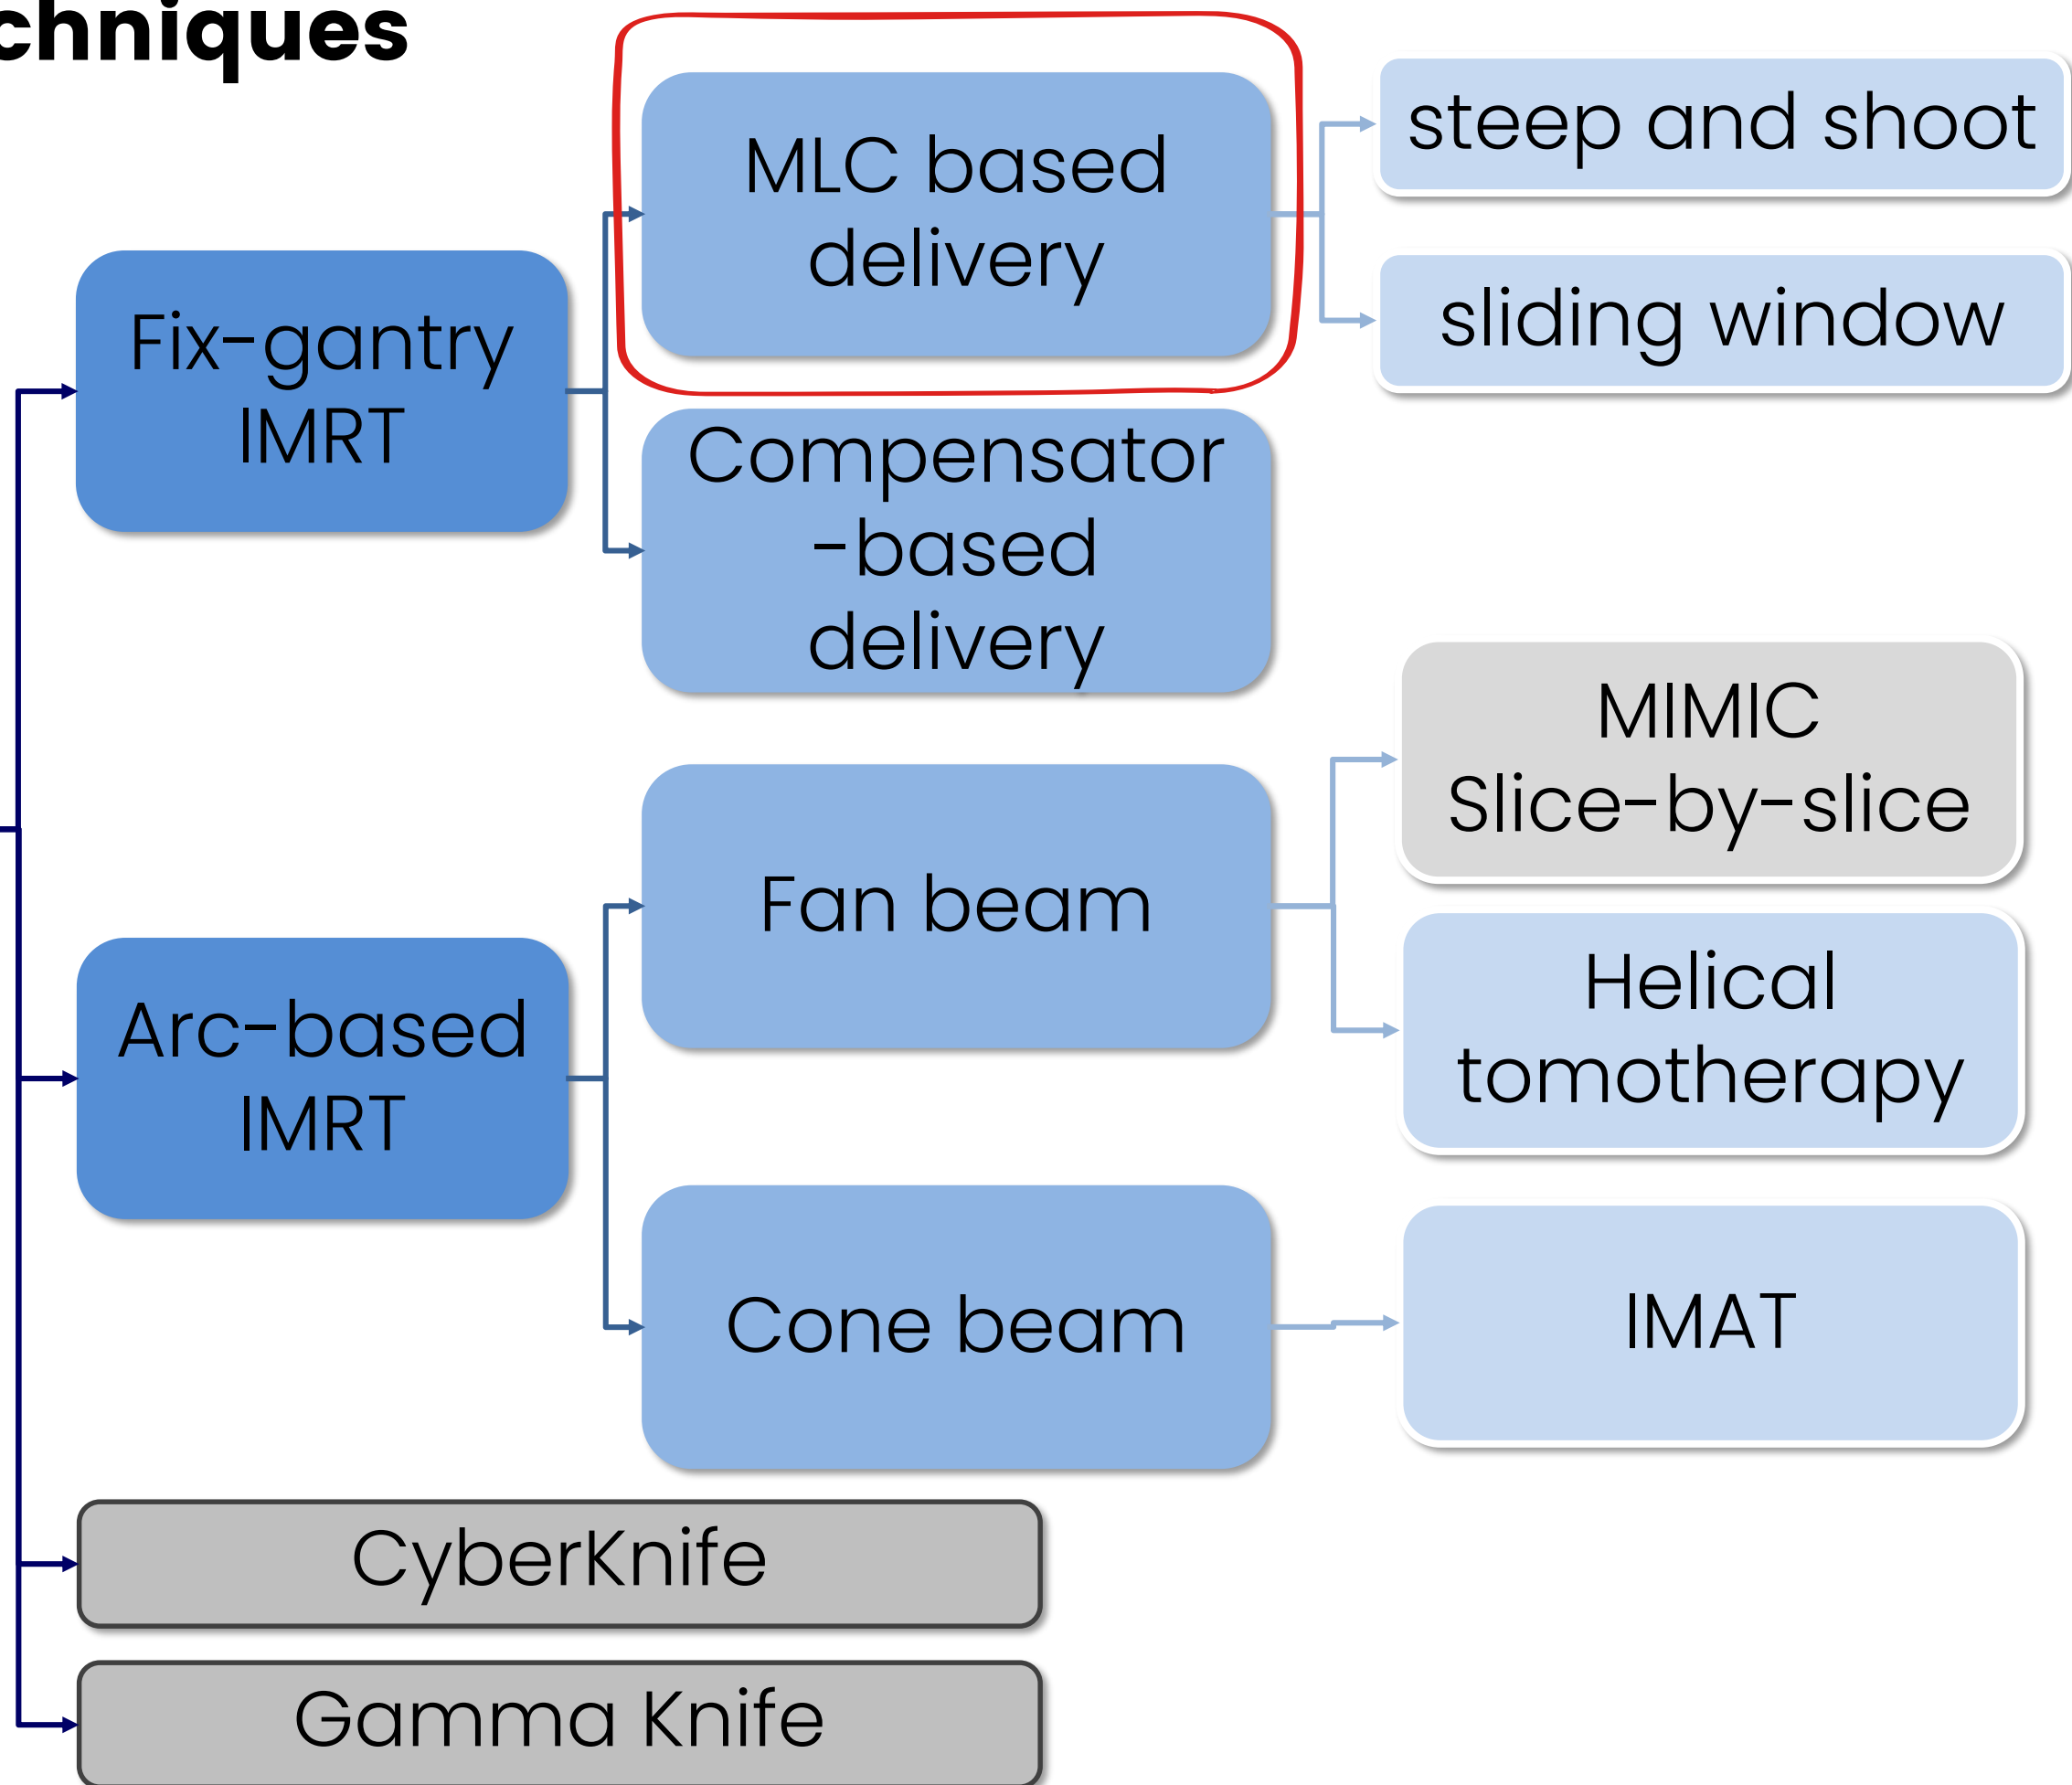 chniques
MLC based
delivery
steep and shoot
sliding window
Fix-gantry
IMRT
Compensator
-based
delivery
MIMIC
Slice-by-slice
Fan beam
Helical
tomotherapy
Arc-based
IMRT
Cone beam
IMAT
CyberKnife
Gamma Knife